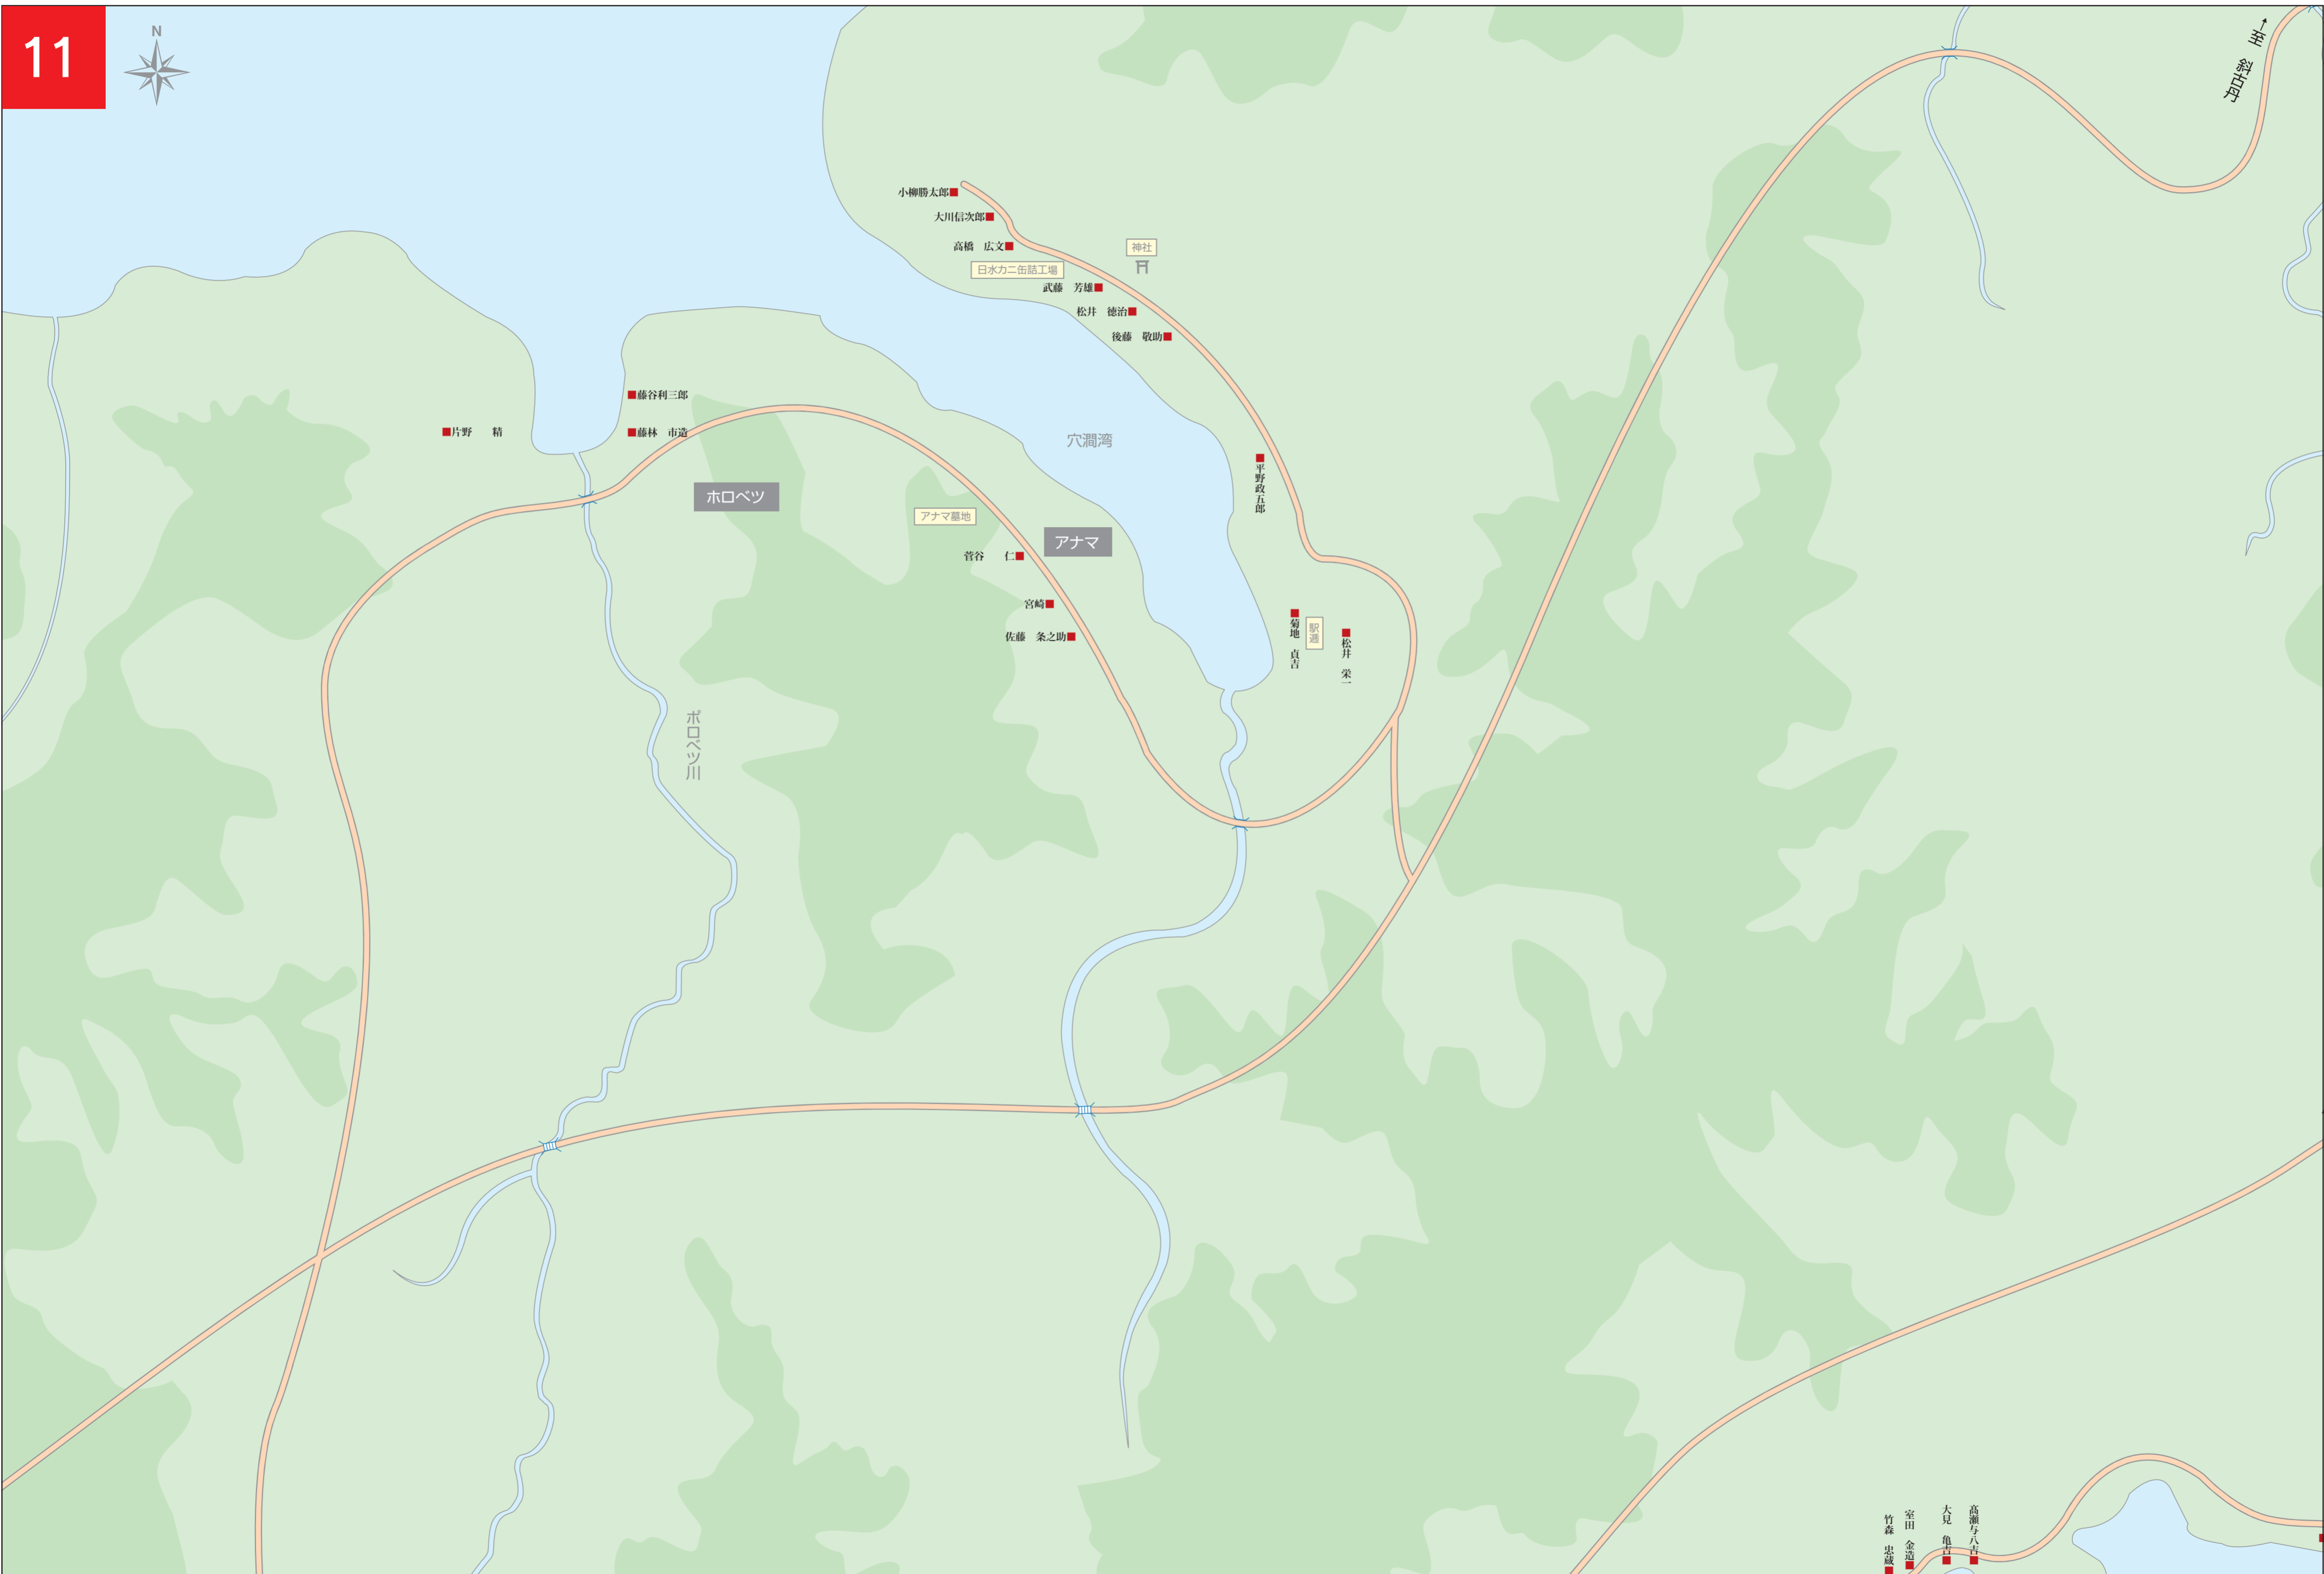 11
N
→至　斜古丹
小柳勝太郎
大川信次郎
高橋　広文
神社
日水カニ缶詰工場
武藤　芳雄
松井　徳治
後藤　敬助
藤谷利三郎
片野　精
藤林　市造
穴澗湾
平野政五郎
ホロベツ
アナマ墓地
アナマ
菅谷　仁
宮崎
佐藤　条之助
菊地　貞吉
駅逓
松井　栄一
ポロベツ川
高瀬与八吉
大見　亀吉
室田　金造
竹森　忠蔵